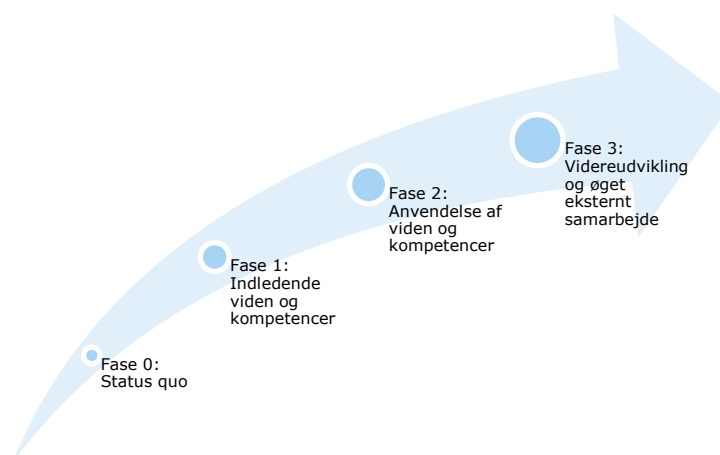 Fase 0:
Status quo
Fase 1:
Indledende
viden og
kompetencer
Fase 2:
Anvendelse af
viden og
kompetencer
Fase 3:
Videreudvikling
og øget
eksternt
samarbejde